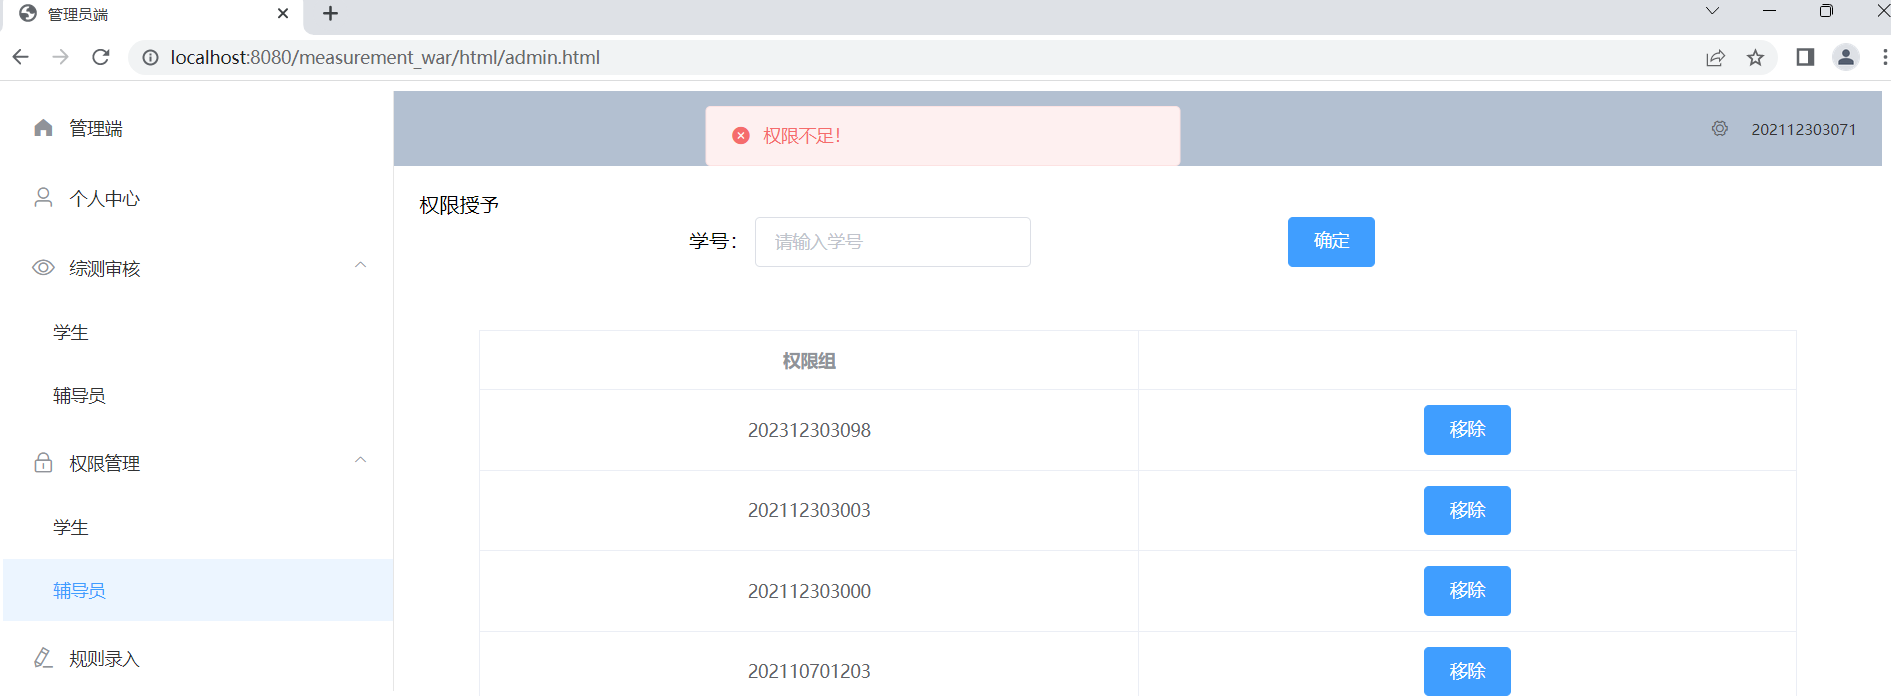 管理员端
localhost:8080/measurement_war/html/admin.html
管理端
个人中心
综测审核
学生
辅导员
权限管理
学生
辅导员
规则录入
权限不足!
202112303071
权限授予
学号：
请输入学号
确定
权限组
202312303098
移除
202112303003
移除
202112303000
移除
202110701203
移除